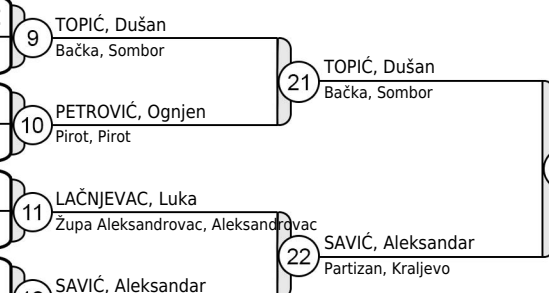 9
TOPIĆ, Dušan
Bačka, Sombor
10
PETROVIĆ, Ognjen
Pirot, Pirot
21
TOPIĆ, Dušan
Bačka, Sombor
11
LAČNJEVAC, Luka
Župa Aleksandrovac, Aleksandrovac
SAVIĆ, Aleksandar
22
SAVIĆ, Aleksandar
Partizan, Kraljevo